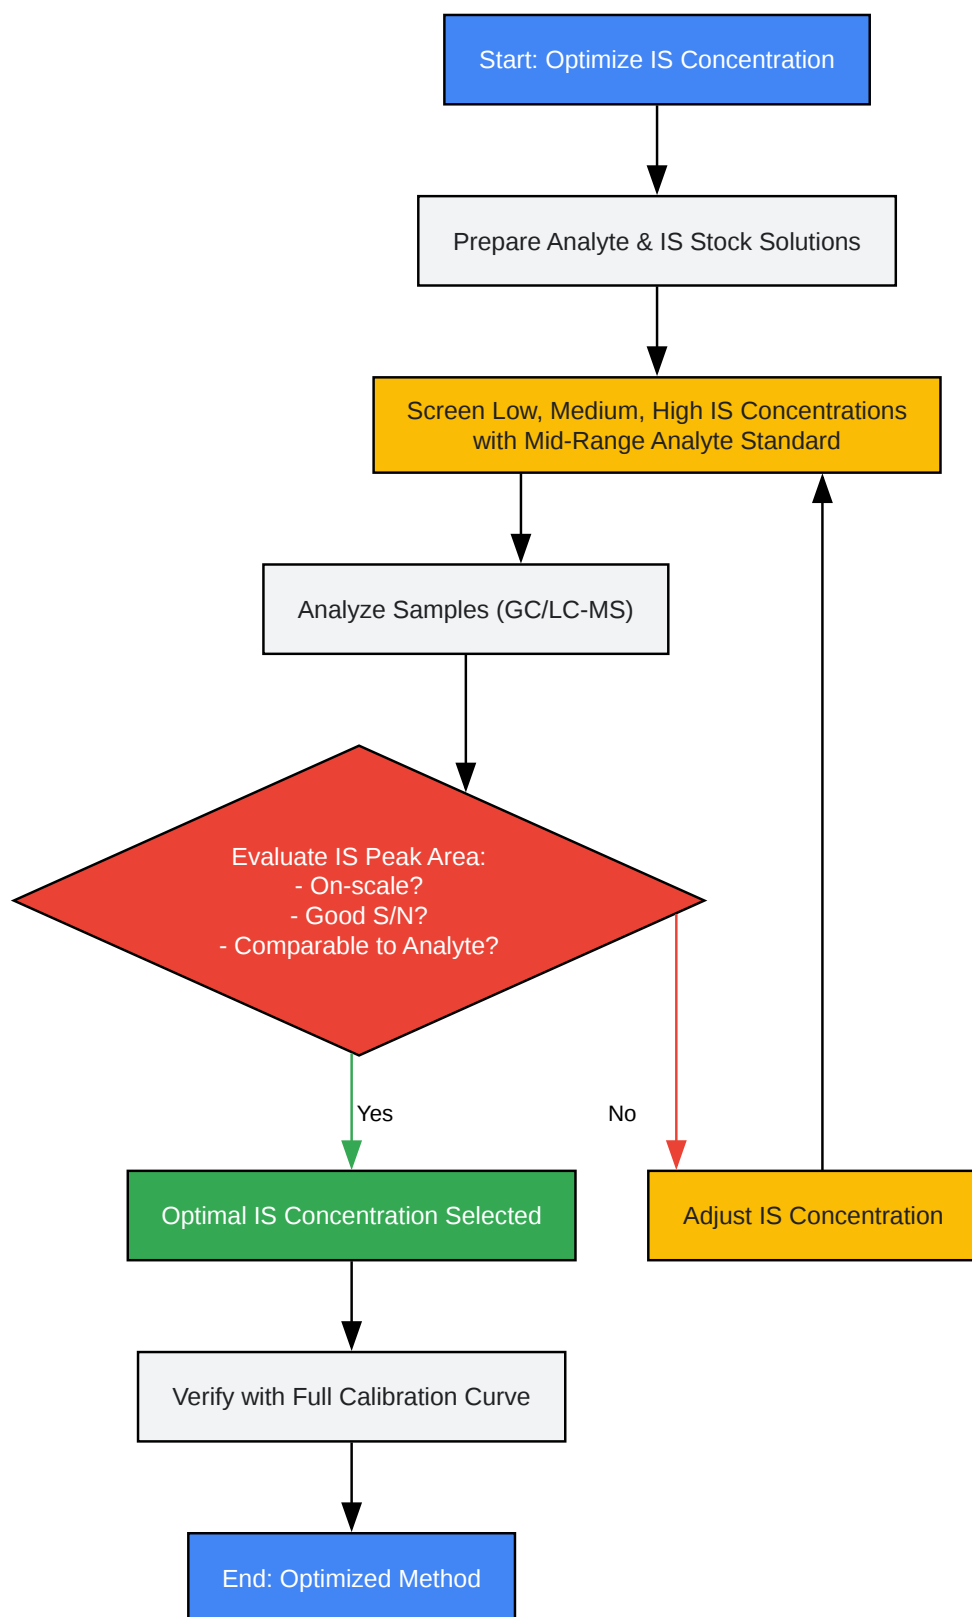 Start: Optimize IS Concentration
Prepare Analyte & IS Stock Solutions
Screen Low, Medium, High IS Concentrations
with Mid-Range Analyte Standard
Analyze Samples (GC/LC-MS)
Evaluate IS Peak Area:
- On-scale?
- Good S/N?
- Comparable to Analyte?
Yes
No
Optimal IS Concentration Selected
Adjust IS Concentration
Verify with Full Calibration Curve
End: Optimized Method